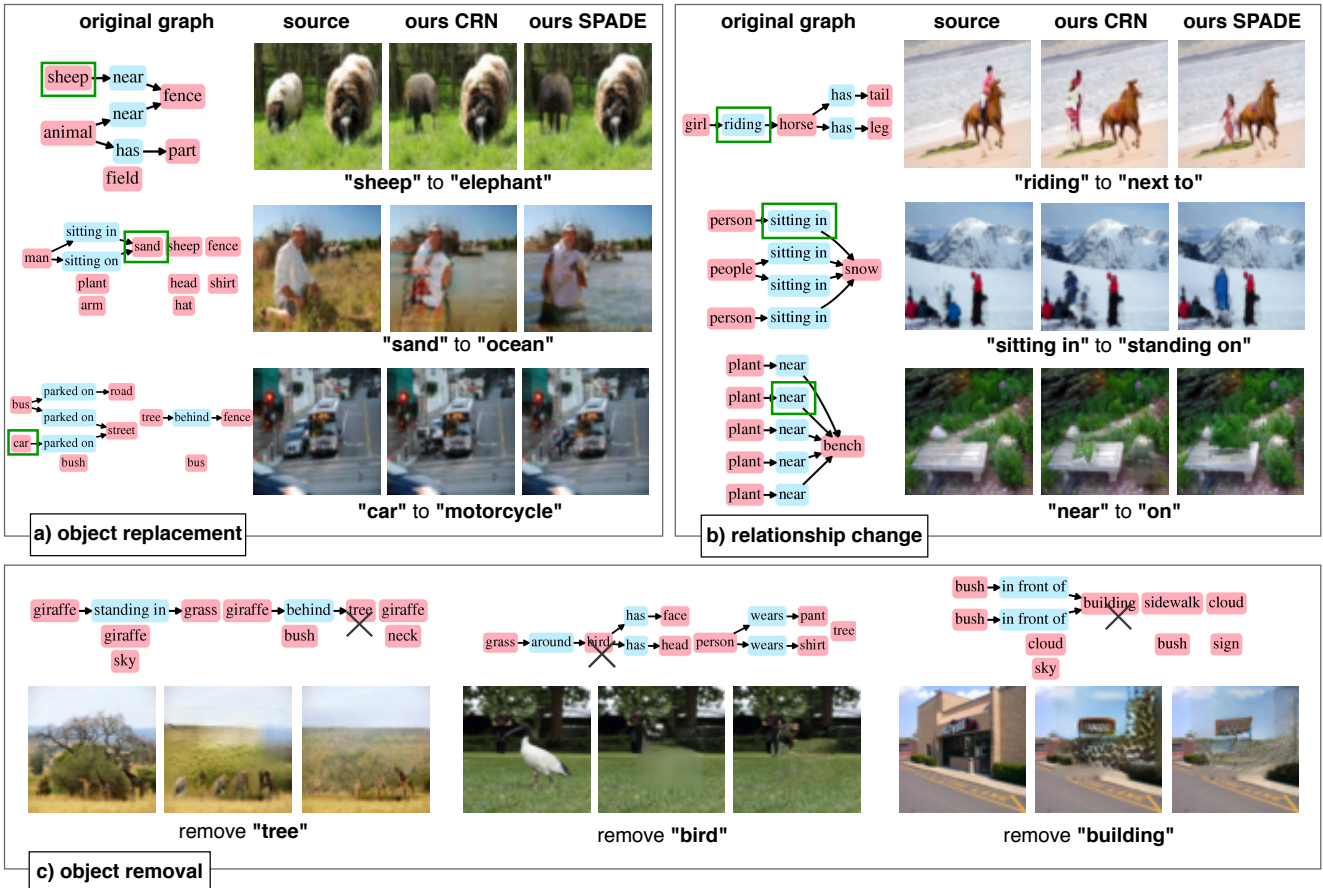 original graph source ours CRN ours SPADE
sheep near
fence
near
animal
has part
field
"sheep" to "elephant"
sitting in
sand sheep fence
man
sitting on
plant head shirt
arm hat
"sand" to "ocean"
parked on road
bus
parked on tree behind fence
street
car parked on
bush bus
"car" to "motorcycle"
a) object replacement
original graph source ours CRN ours SPADE
has tail
girl riding horse
has leg
"riding" to "next to"
person sitting in
sitting in
people snow
sitting in
person sitting in
"sitting in" to "standing on"
plant near
plant near
plant near
bench
plant near
plant near
"near" to "on"
b) relationship change
giraffe standing in grass giraffe behind tree giraffe
giraffe bush neck
sky
remove "tree"
has face wears pant
tree
grass around bird has head person wears shirt
remove "bird"
bush in front of
building sidewalk cloud
bush in front of
cloud bush sign
sky
remove "building"
c) object removal